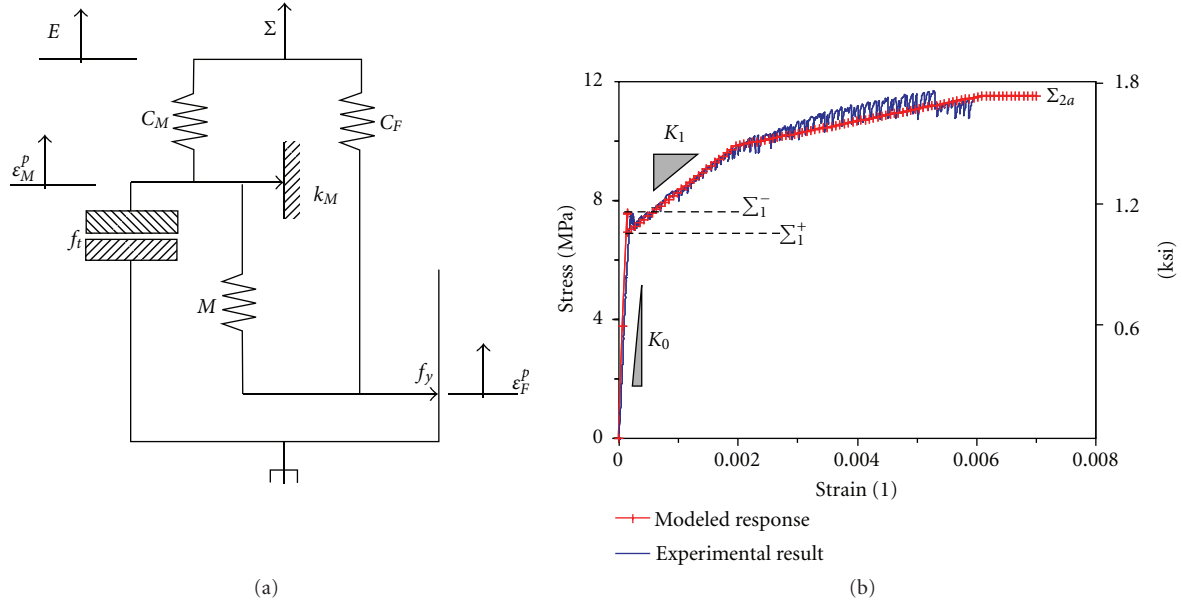 E
Σ
C_M
C_F
ε_M^p
k_M
f_t
M
f_y
ε_F^p
(a)
12
8
4
0
Stress (MPa)
1.8
1.2
0.6
(ksi)
K_1
Σ_{2a}
Σ_1^-
Σ_1^+
K_0
0
0.002
0.004
0.006
0.008
Strain (1)
Modeled response
Experimental result
(b)